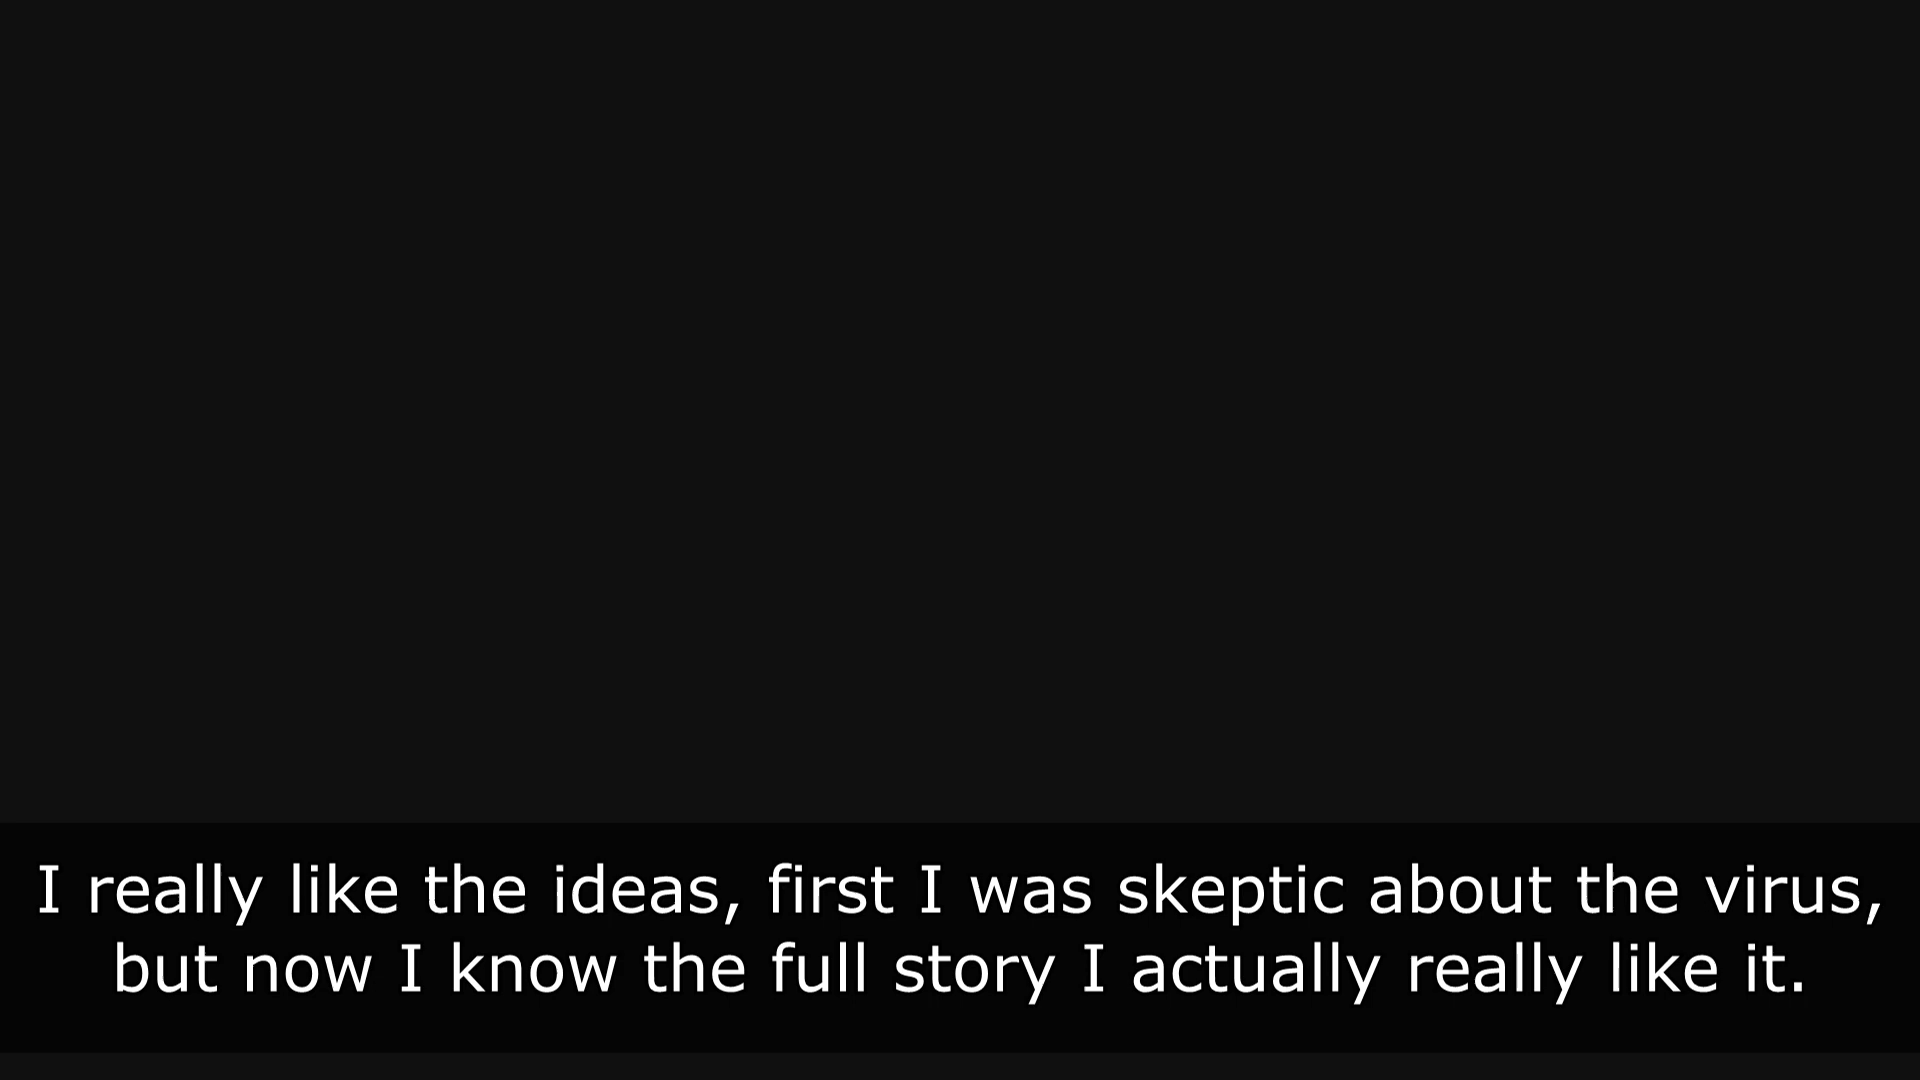 I really like the ideas, first I was skeptic about the virus,
but now I know the full story I actually really like it.